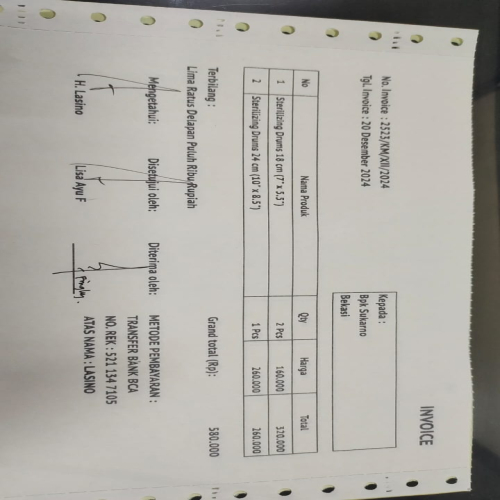 INVOICE
No. Invoice : 2523/KM/XII/2024
Tgl. Invoice : 20 Desember 2024
Kepada :
Bpk Sukarno
Bekasi
No Nama Produk Qty Harga Total
1 Sterilizing Drums 18 cm (7" x 5.5") 2 Pcs 160.000 320.000
2 Sterilizing Drums 24 cm (10" x 8.5") 1 Pcs 260.000 260.000
Grand total (Rp): 580.000
Terbilang :
Lima Ratus Delapan Puluh Ribu Rupiah
Mengetahui: Disetujui oleh: Diterima oleh:
H. Lasino Lisa Ayu F
METODE PEMBAYARAN :
TRANSFER BANK BCA
NO. REK : 521 154 7105
ATAS NAMA : LASINO